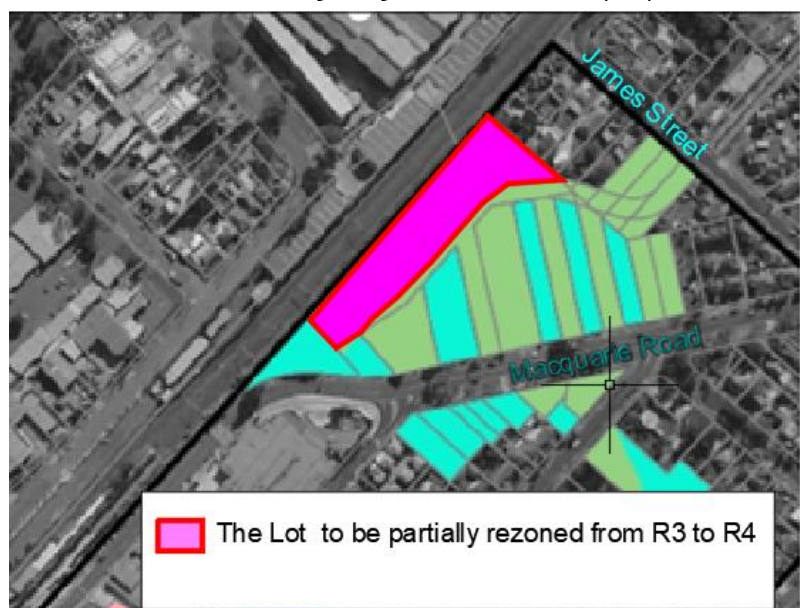 James Street
Macquarie Road
The Lot to be partially rezoned from R3 to R4